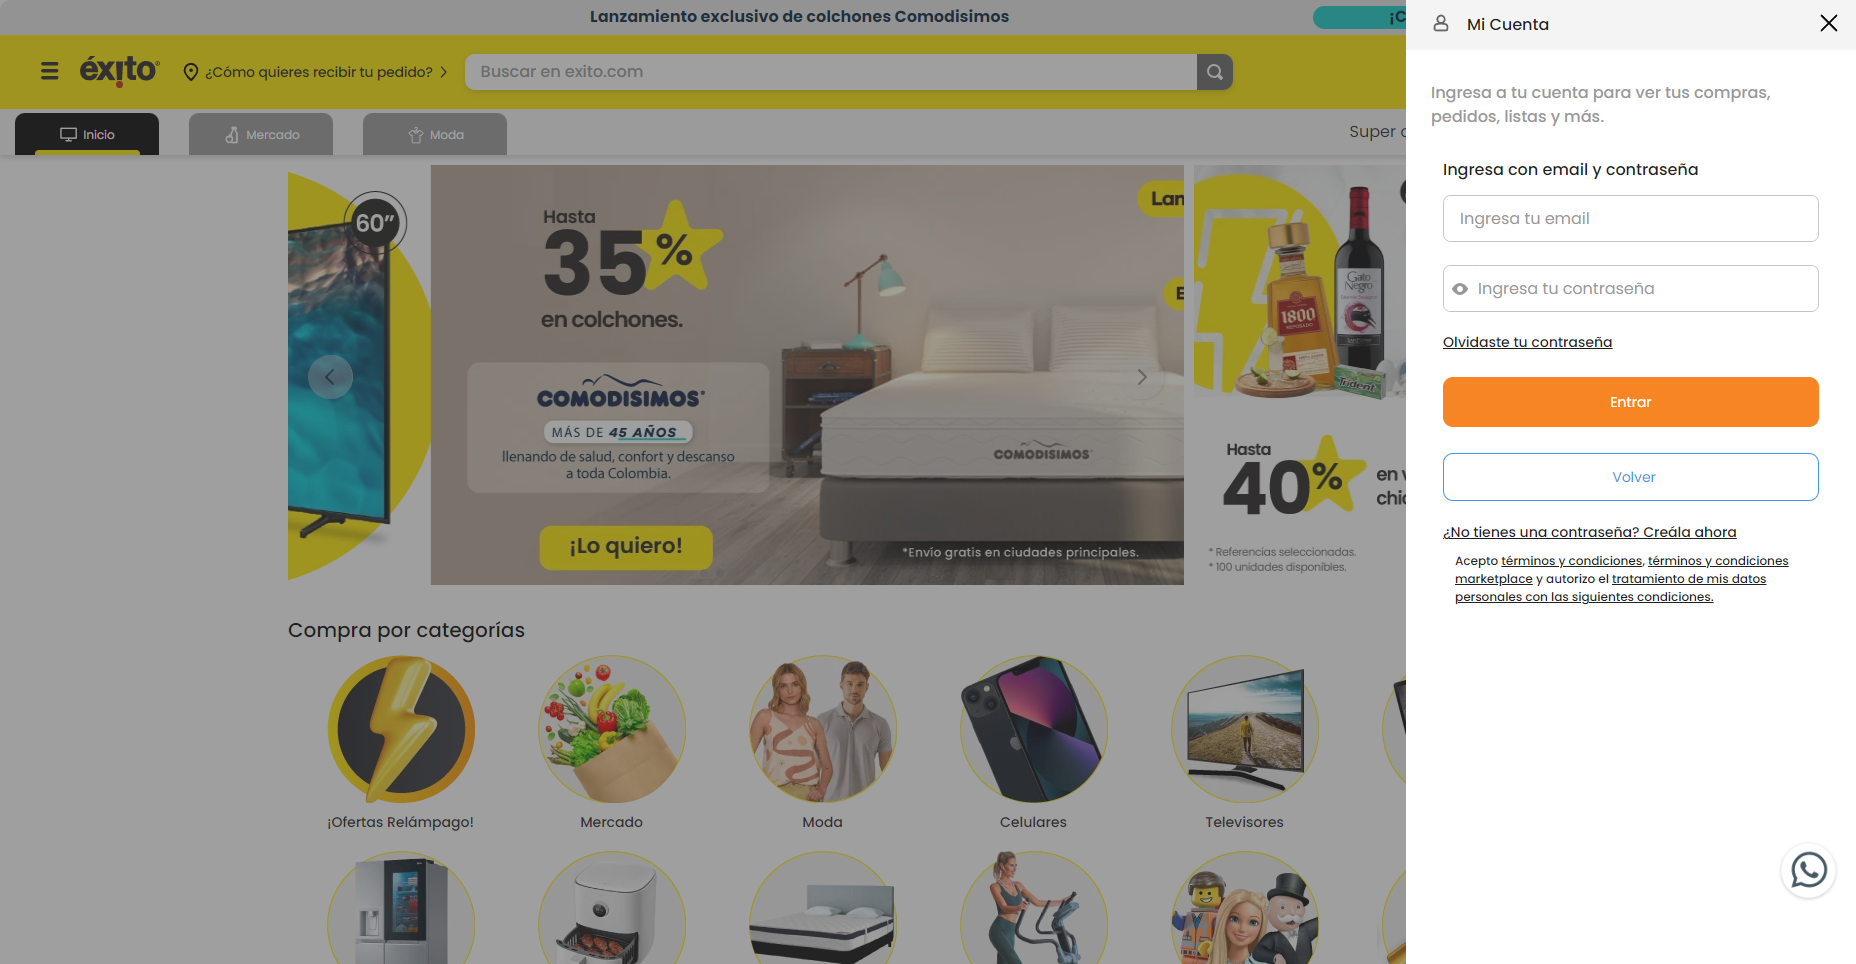 Lanzamiento exclusivo de colchones Comodisimos
éxito
¿Cómo quieres recibir tu pedido?
Buscar en exito.com
Inicio
Mercado
Moda
60”
Hasta
35%
en colchones.
COMODISIMOS
MÁS DE 45 AÑOS
llenando de salud, confort y descanso
a toda Colombia.
¡Lo quiero!
COMODISIMOS
*Envío gratis en ciudades principales.
Gato
Negro
1800
Trident
Hasta
40%
* Referencias seleccionadas.
* 100 unidades disponibles.
Compra por categorías
¡Ofertas Relámpago!
Mercado
Moda
Celulares
Televisores
Mi Cuenta
Ingresa a tu cuenta para ver tus compras,
pedidos, listas y más.
Ingresa con email y contraseña
Ingresa tu email
Ingresa tu contraseña
Olvidaste tu contraseña
Entrar
Volver
¿No tienes una contraseña? Creála ahora
Acepto términos y condiciones, términos y condiciones
marketplace y autorizo el tratamiento de mis datos
personales con las siguientes condiciones.